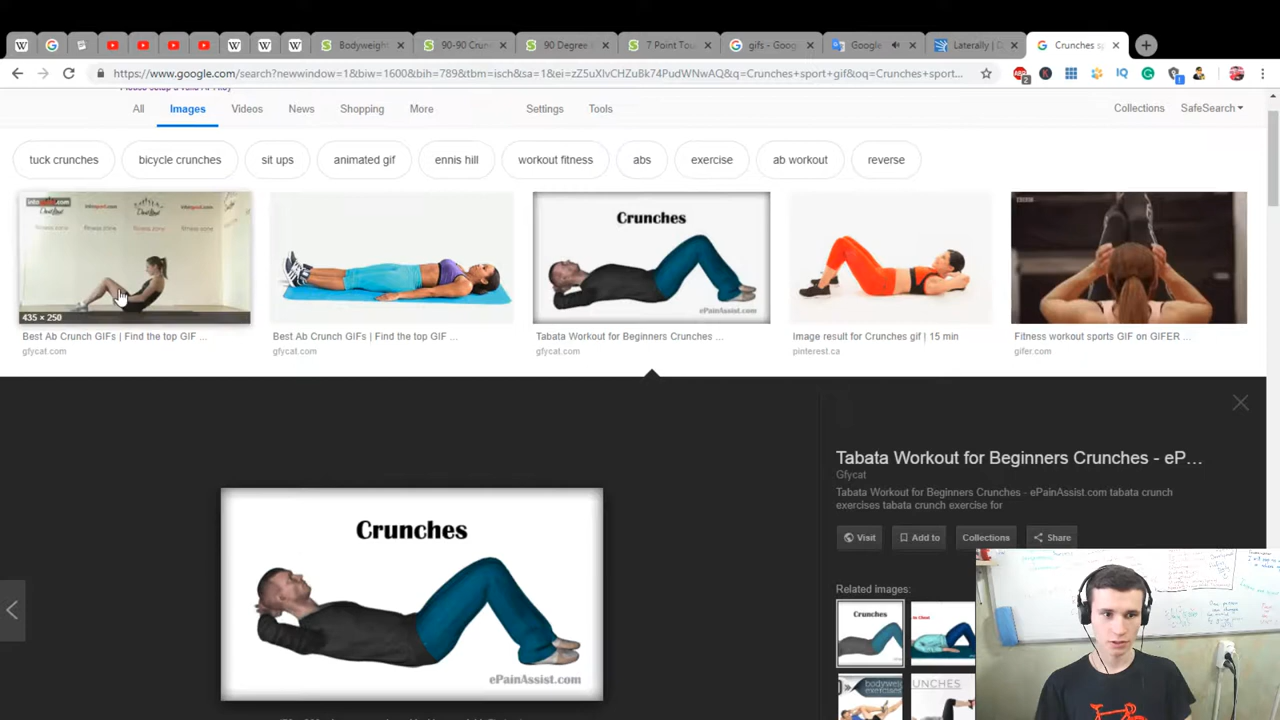 Bodyweight
90-90 Crun
90 Degree
7 Point Tou
gifs - Goog
Google
Laterally | D
Crunches s
https://www.google.com/search?newwindow=1&biw=1600&bih=789&tbm=isch&sa=1&ei=zZ5uXIvCHZuBk74PudWNwAQ&q=Crunches+sport+gif&oq=Crunches+sport...
All
Images
Videos
News
Shopping
More
Settings
Tools
Collections
SafeSearch
tuck crunches
bicycle crunches
sit ups
animated gif
ennis hill
workout fitness
abs
exercise
ab workout
reverse
435 × 250
Crunches
ePainAssist.com
BBC
Best Ab Crunch GIFs | Find the top GIF ...
gfycat.com
Best Ab Crunch GIFs | Find the top GIF ...
gfycat.com
Tabata Workout for Beginners Crunches ...
gfycat.com
Image result for Crunches gif | 15 min
pinterest.ca
Fitness workout sports GIF on GIFER ...
gifer.com
Crunches
ePainAssist.com
Tabata Workout for Beginners Crunches - eP...
Gfycat
Tabata Workout for Beginners Crunches - ePainAssist.com tabata crunch
exercises tabata crunch exercise for
Visit
Add to
Collections
Share
Related images:
Crunches